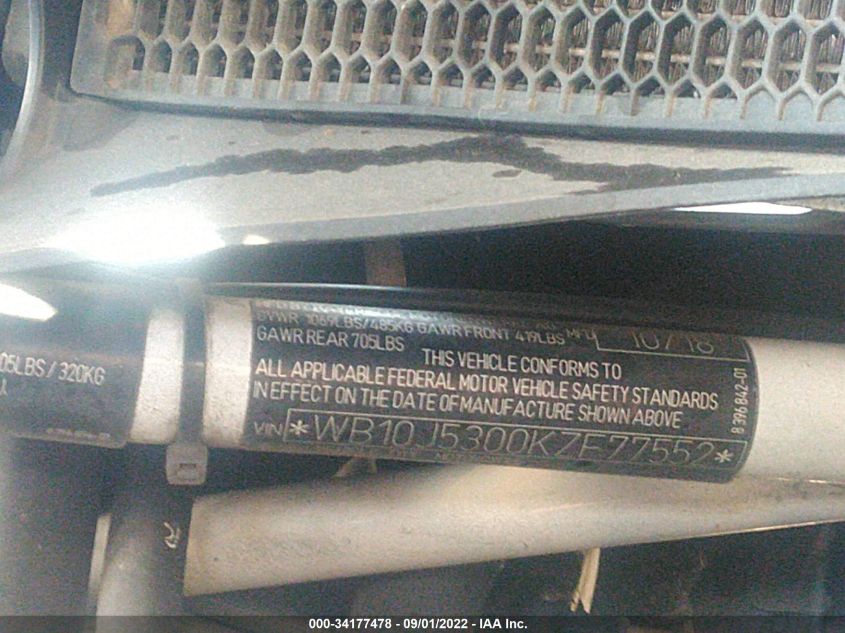 GVWR 1069LBS/485KG GAWR FRONT 419LBS MFD 10/18
GAWR REAR 705LBS
THIS VEHICLE CONFORMS TO
ALL APPLICABLE FEDERAL MOTOR VEHICLE SAFETY STANDARDS
IN EFFECT ON THE DATE OF MANUFACTURE SHOWN ABOVE
VIN *WB10J5300KZE77552*
8 396 842-01
05LBS / 320KG
000-34177478 - 09/01/2022 - IAA Inc.